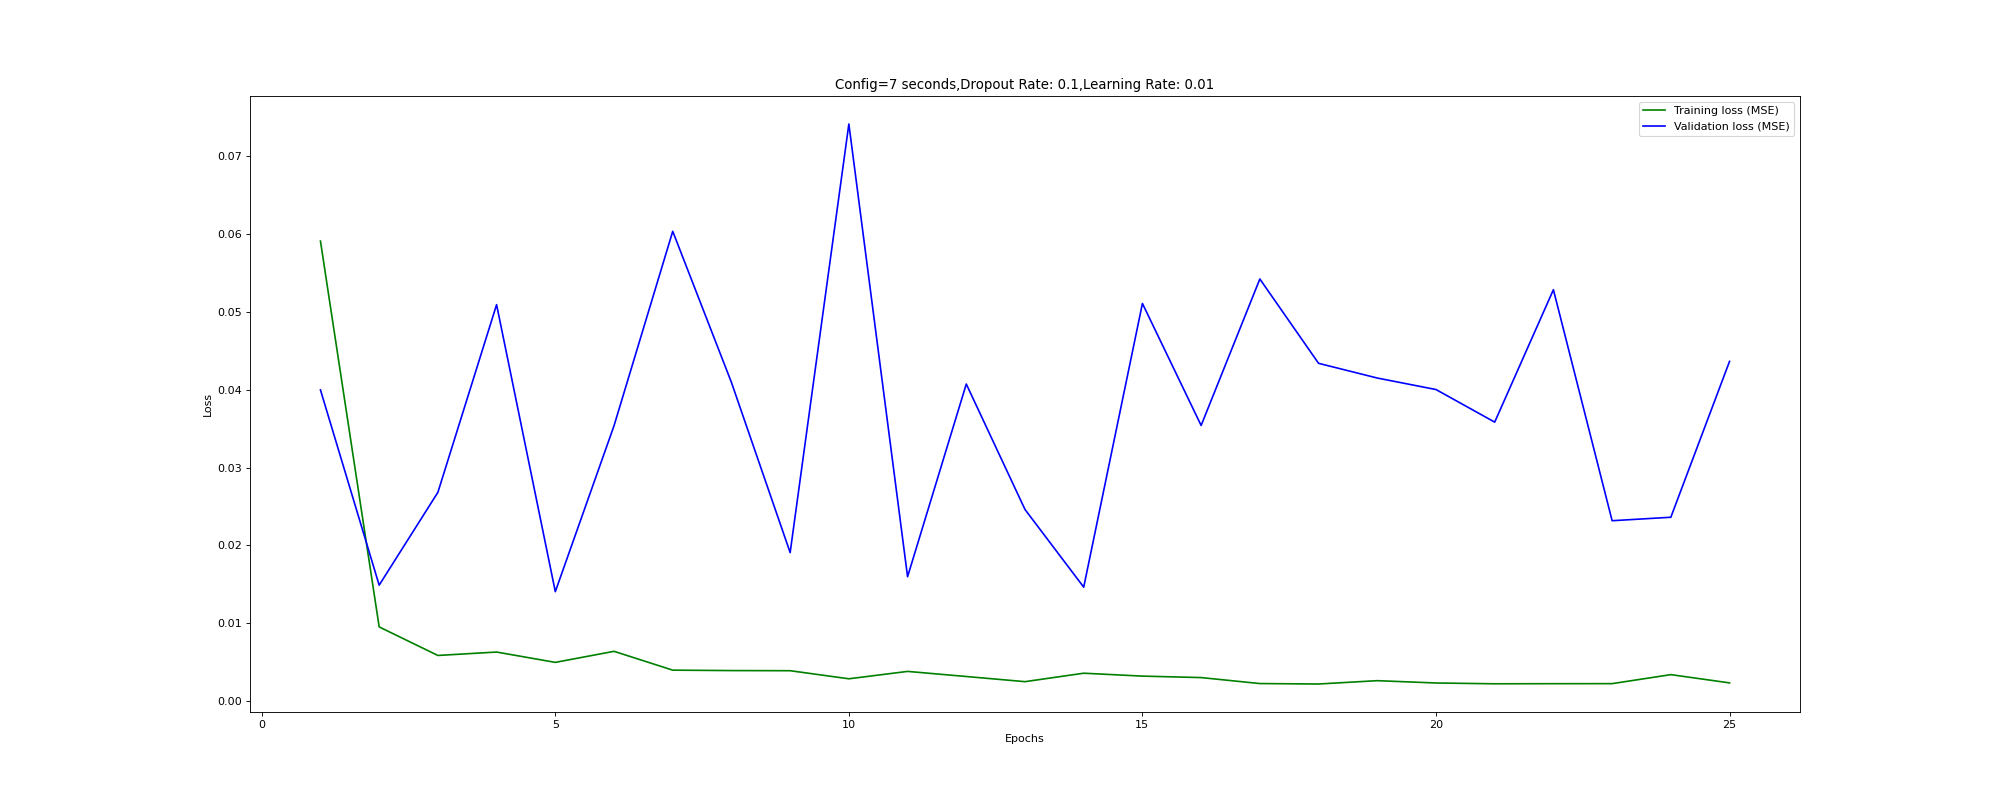 Config=7 seconds,Dropout Rate: 0.1,Learning Rate: 0.01
Training loss (MSE)
Validation loss (MSE)
0.07
0.06
0.05
0.04
0.03
0.02
0.01
0.00
Loss
0 5 10 15 20 25
Epochs